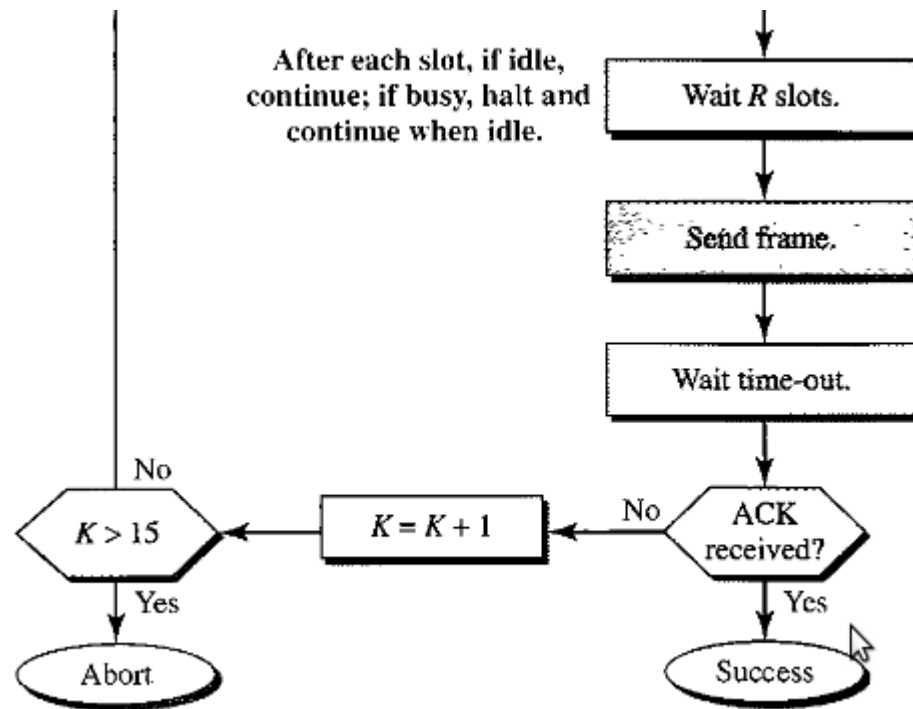 After each slot, if idle,
continue; if busy, halt and
continue when idle.
Wait R slots.
Send frame.
Wait time-out.
ACK
received?
No
Yes
K = K + 1
K > 15
No
Yes
Abort
Success